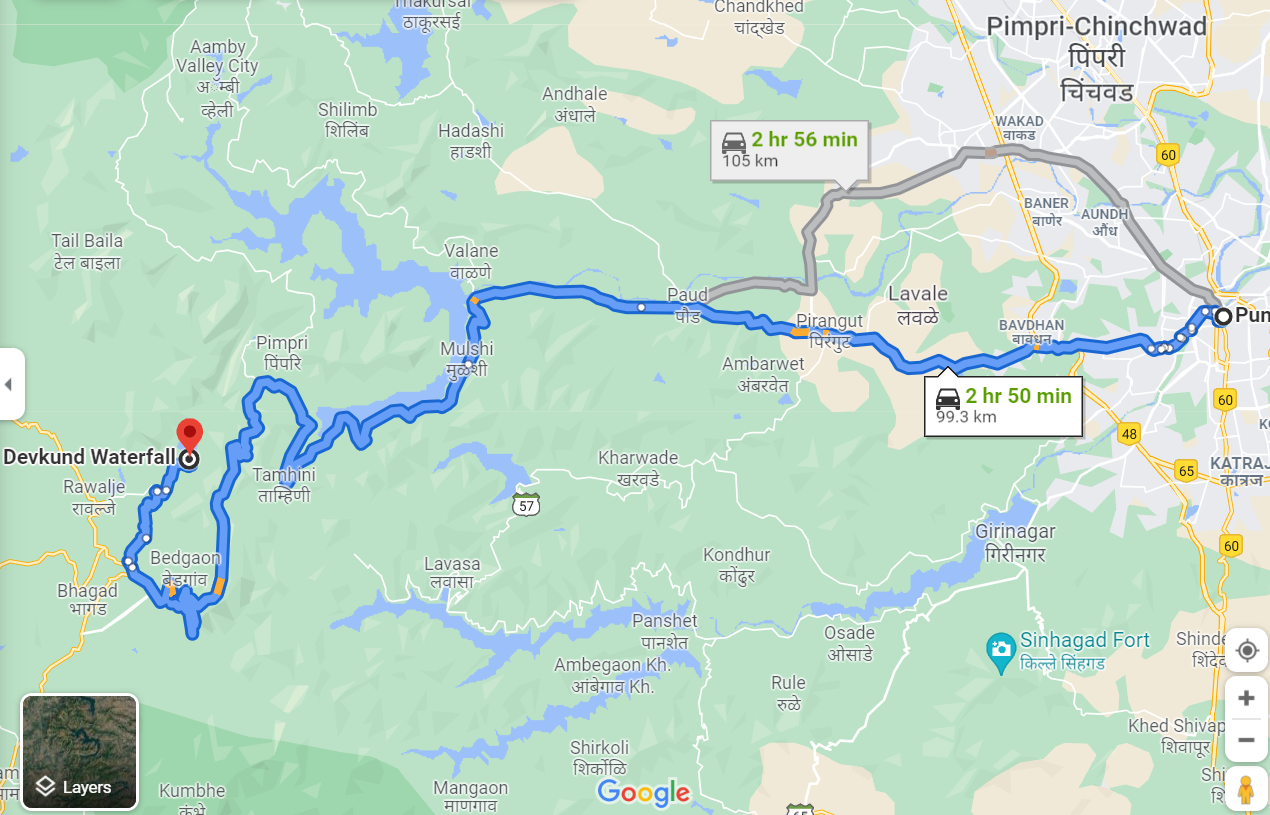 Thakursai
ठाकूरसई
Chandkhed
चांद्खेड
Pimpri-Chinchwad
पिंपरी
चिंचवड
Aamby
Valley City
अॅम्बी
व्हेली
Andhale
अंधाले
Shilimb
शिलिंब
Hadashi
हाडशी
WAKAD
वाकड
2 hr 56 min
105 km
60
BANER
बाणेर
AUNDH
औंध
Tail Baila
टेल बाइला
Valane
वाळणे
Paud
पौड
Lavale
लवळे
Pirangut
पिरंगुट
BAVDHAN
बावधन
Pun
Pimpri
पिंपरि
Mulshi
मुळशी
Ambarwet
अंबरवेत
2 hr 50 min
99.3 km
60
48
Devkund Waterfall
Rawalje
रावल्जे
Tamhini
ताम्हिणी
Kharwade
खरवडे
65
KATRAJ
कात्रज
57
Girinagar
गिरीनगर
60
Bedgaon
बेडगांव
Bhagad
भागड
Lavasa
लवासा
Kondhur
कोंढुर
Panshet
पानशेत
Osade
ओसाडे
Sinhagad Fort
किल्ले सिंहगड
Shinde
शिंदे
Ambegaon Kh.
आंबेगाव Kh.
Rule
रुळे
Khed Shivap
शिवापूर
Shirkoli
शिर्कोळि
Layers
Kumbhe
कुंभे
Mangaon
माणगाव
Google